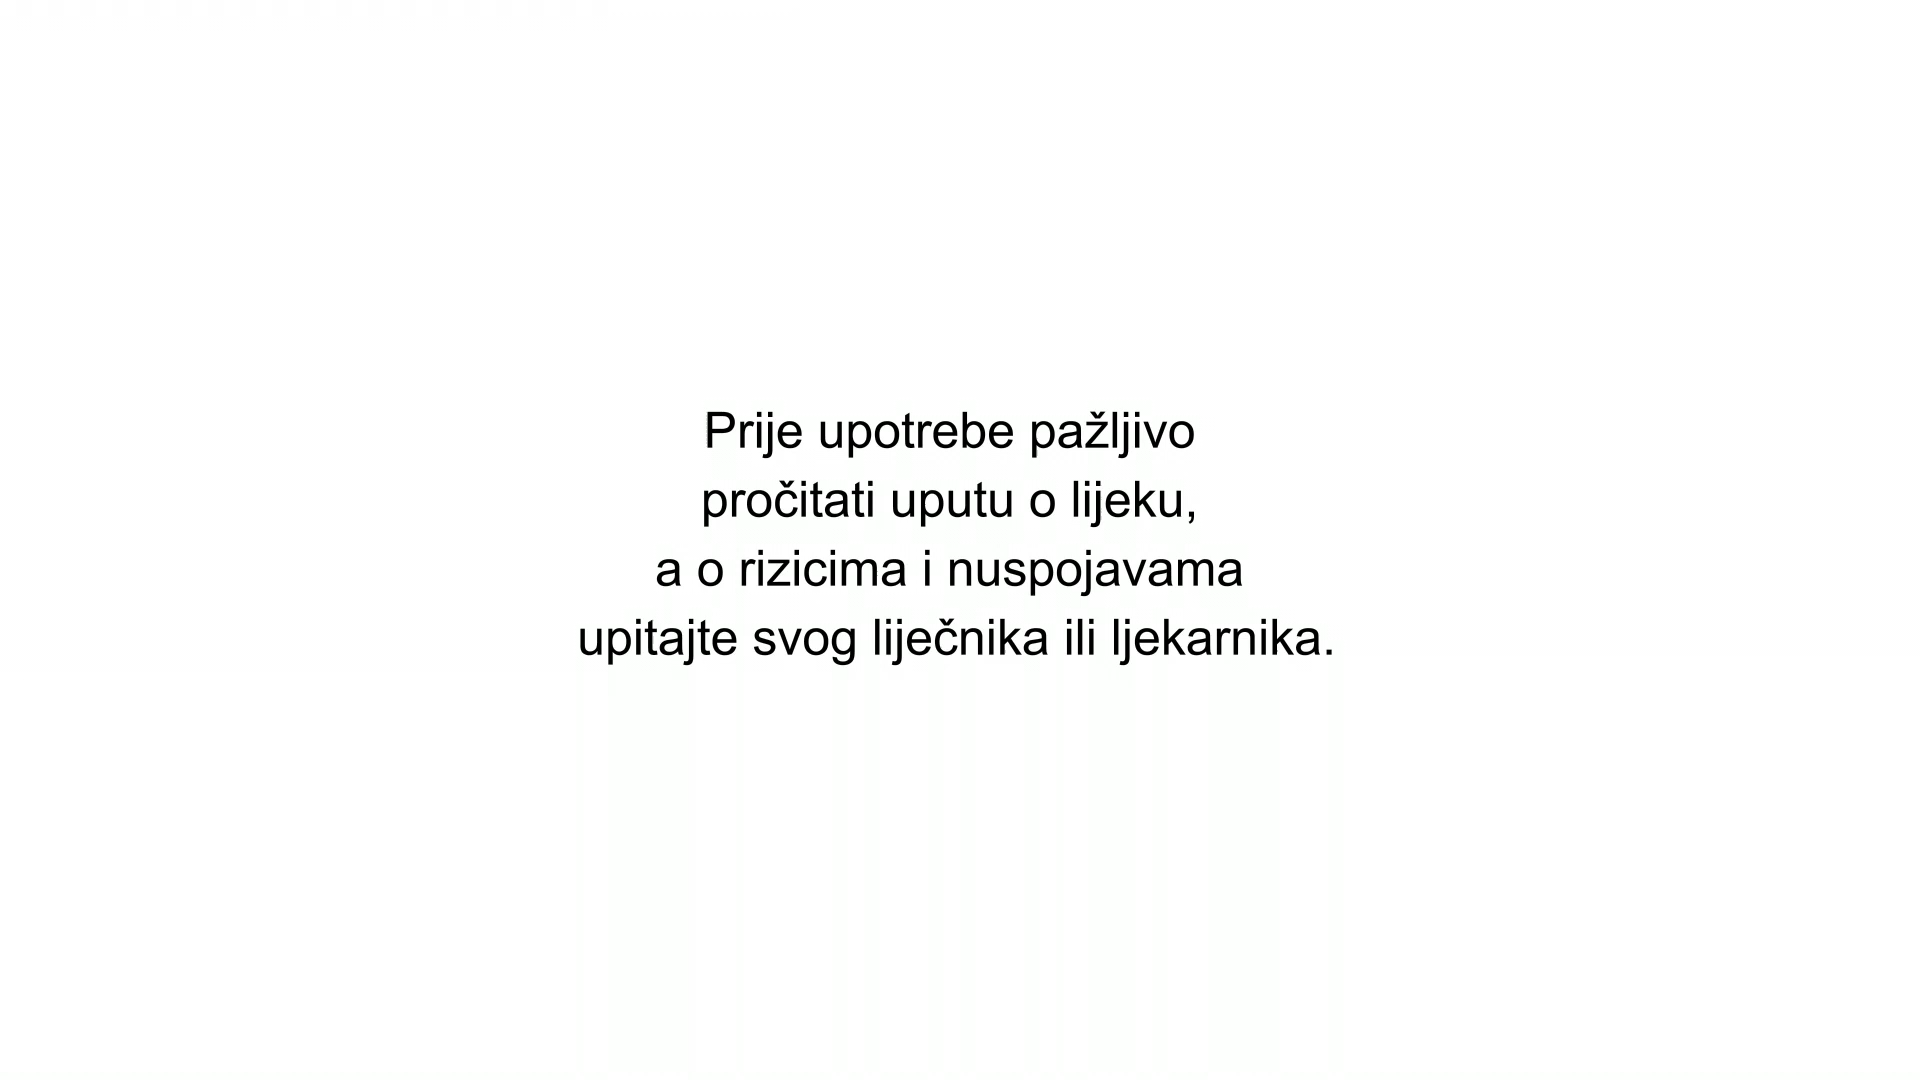 Prije upotrebe pažljivo
pročitati uputu o lijeku,
a o rizicima i nuspojavama
upitajte svog liječnika ili ljekarnika.